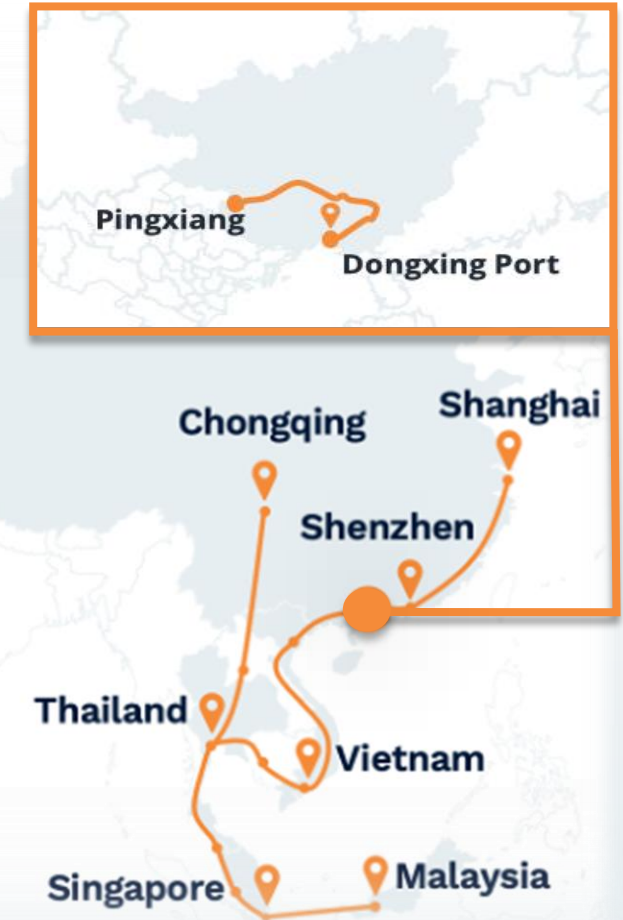 Pingxiang
Dongxing Port
Shanghai
Chongqing
Shenzhen
Thailand
Vietnam
Malaysia
Singapore